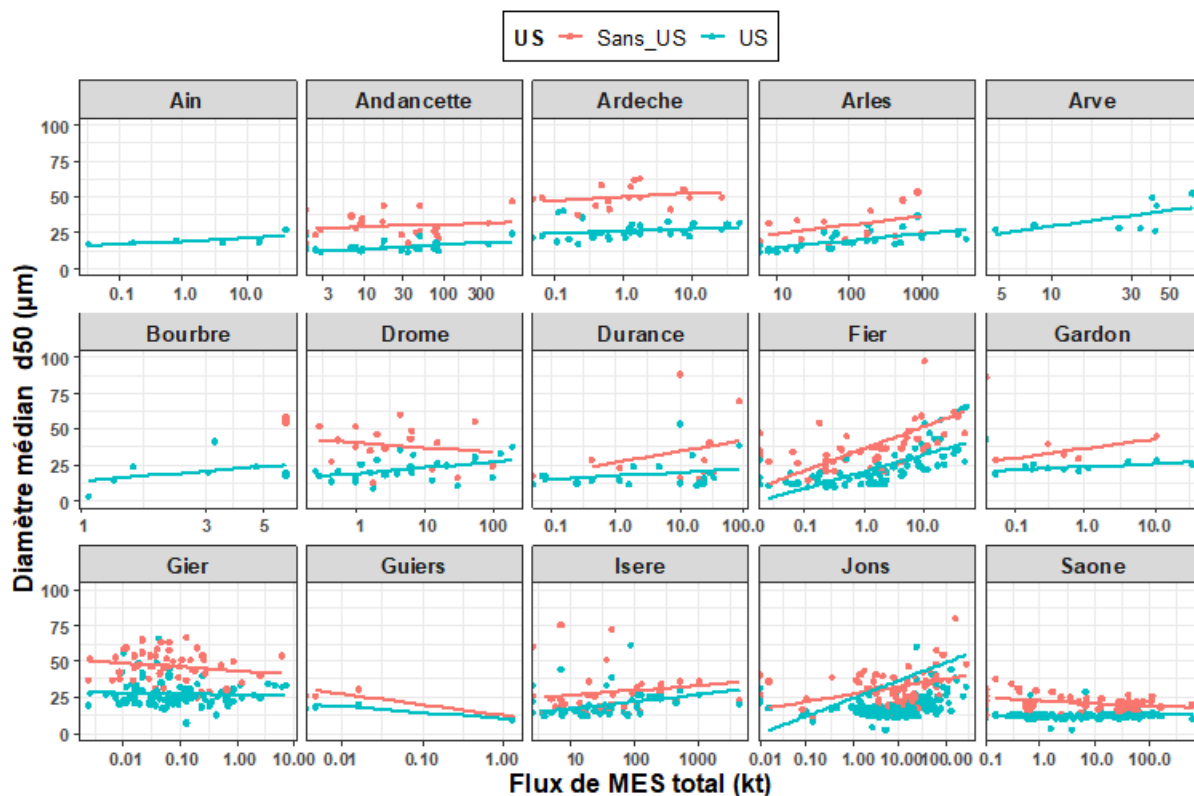 US Sans_US US
Ain Andancette Ardeche Arles Arve
100
75
50
25
0
0.1 1.0 10.0 3 10 30 100 300 0.1 1.0 10.0 10 100 1000 5 10 30 50
Bourbre Drome Durance Fier Gardon
100
75
50
25
0
1 3 5 1 10 100 0.1 1.0 10.0 100.0 0.1 1.0 10.0 0.1 1.0 10.0
Gier Guiers Isere Jons Saone
100
75
50
25
0
0.01 0.10 1.00 10.00 0.01 0.10 1.00 10 100 1000 0.01 0.10 1.00 10.00 100.00 0.1 1.0 10.0 100.0
Diamètre médian d50 (µm)
Flux de MES total (kt)